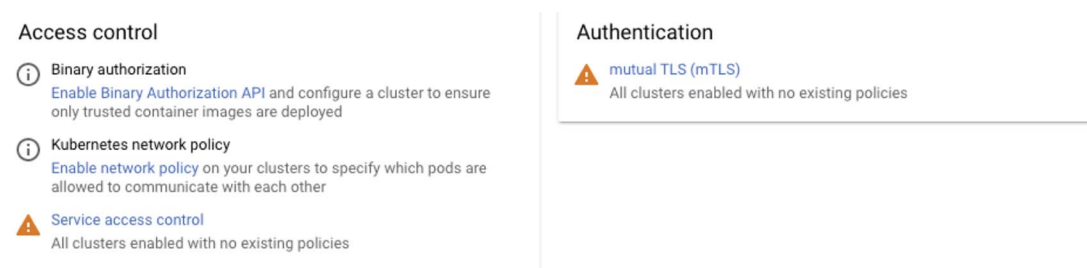 Access control
Binary authorization
Enable Binary Authorization API and configure a cluster to ensure
only trusted container images are deployed
Kubernetes network policy
Enable network policy on your clusters to specify which pods are
allowed to communicate with each other
Service access control
All clusters enabled with no existing policies
Authentication
mutual TLS (mTLS)
All clusters enabled with no existing policies